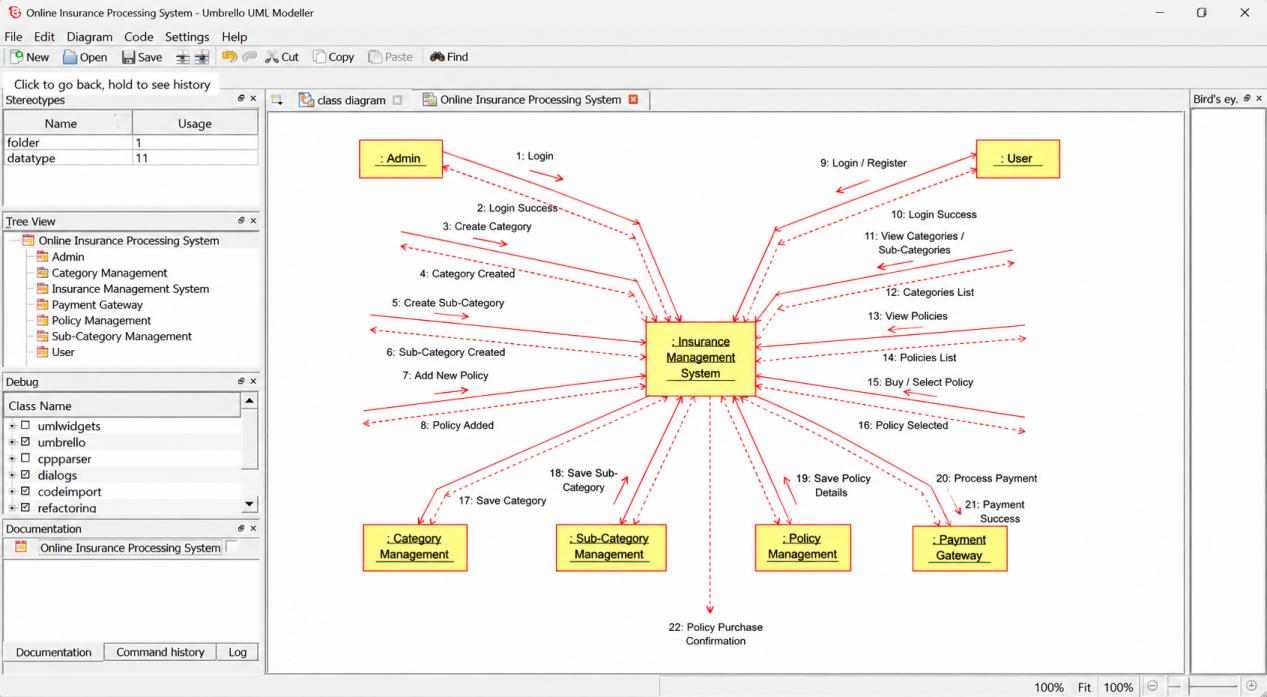 Online Insurance Processing System - Umbrello UML Modeller
File Edit Diagram Code Settings Help
New Open Save Cut Copy Paste Find
Click to go back, hold to see history
Stereotypes
Name Usage
folder 1
datatype 11
Tree View
Online Insurance Processing System
Admin
Category Management
Insurance Management System
Payment Gateway
Policy Management
Sub-Category Management
User
Debug
Class Name
umlwidgets
umbrello
cppparser
dialogs
codeimport
refactoring
Documentation
Online Insurance Processing System
Documentation Command history Log
class diagram Online Insurance Processing System
Bird's ey.
: Admin
1: Login
2: Login Success
3: Create Category
4: Category Created
5: Create Sub-Category
6: Sub-Category Created
7: Add New Policy
8: Policy Added
: User
9: Login / Register
10: Login Success
11: View Categories /
Sub-Categories
12: Categories List
13: View Policies
14: Policies List
15: Buy / Select Policy
16: Policy Selected
: Insurance
Management
System
17: Save Category
18: Save Sub-
Category
19: Save Policy
Details
20: Process Payment
21: Payment
Success
: Category
Management
: Sub-Category
Management
: Policy
Management
: Payment
Gateway
22: Policy Purchase
Confirmation
100% Fit 100%